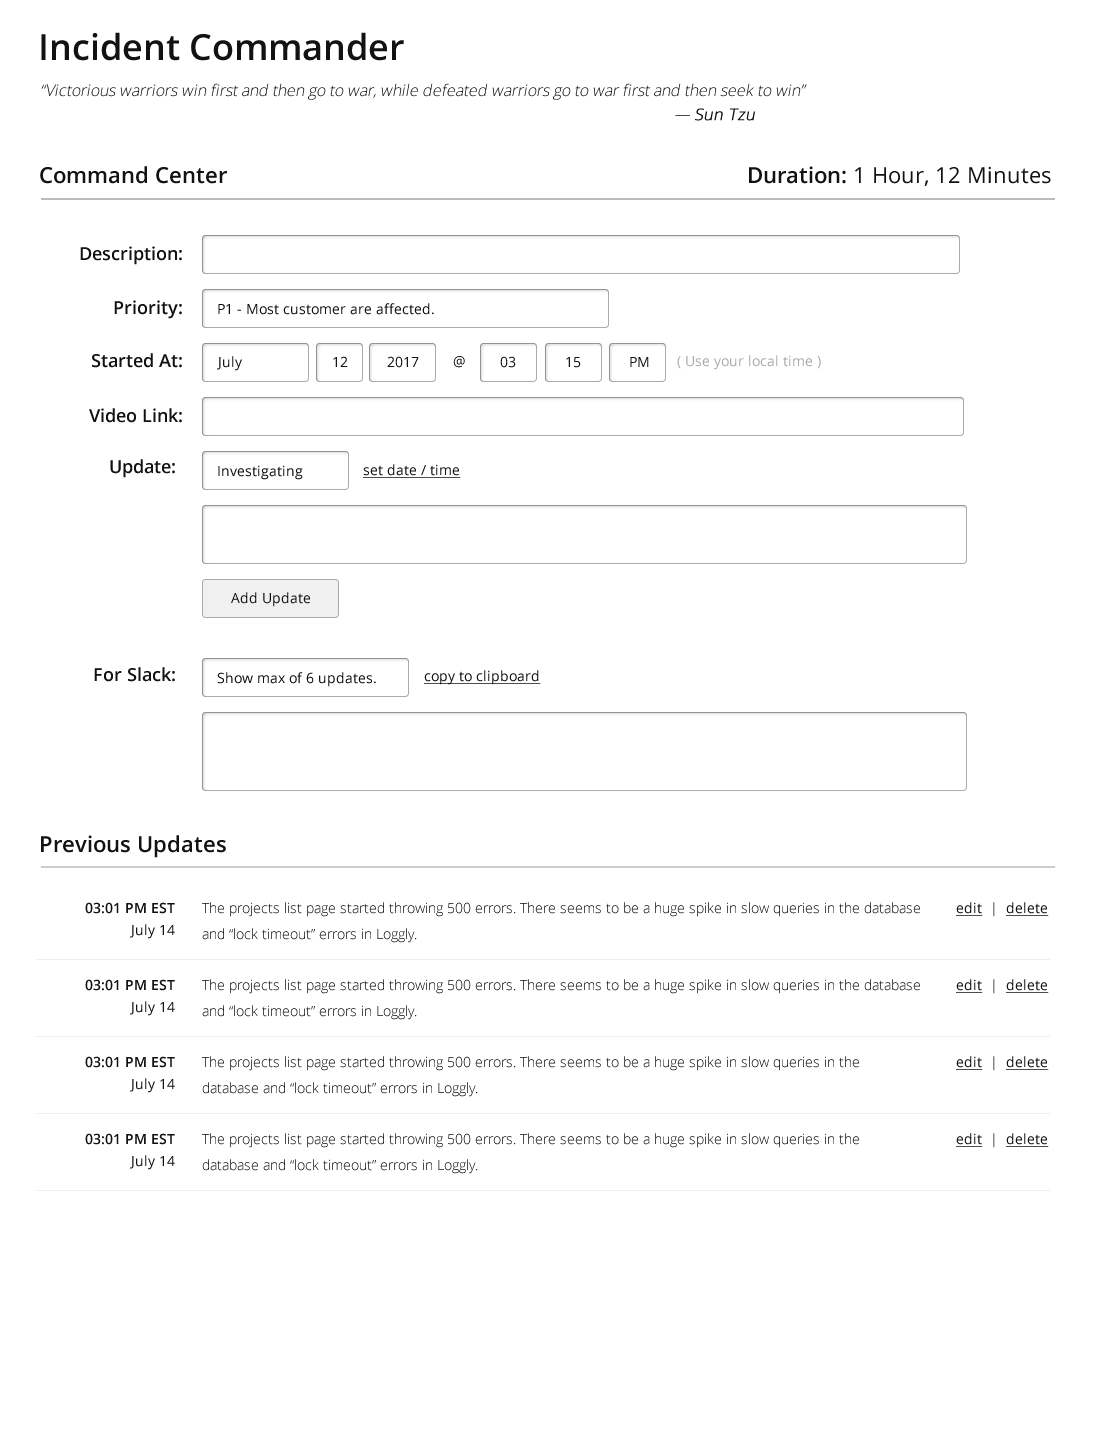 Incident Commander
“Victorious warriors win first and then go to war, while defeated warriors go to war first and then seek to win”
— Sun Tzu
Command Center
Duration: 1 Hour, 12 Minutes
Description:
Priority: P1 - Most customer are affected.
Started At: July 12 2017 @ 03 15 PM ( Use your local time )
Video Link:
Update: Investigating set date / time
Add Update
For Slack: Show max of 6 updates. copy to clipboard
Previous Updates
03:01 PM EST The projects list page started throwing 500 errors. There seems to be a huge spike in slow queries in the database edit | delete
July 14 and “lock timeout” errors in Loggly.
03:01 PM EST The projects list page started throwing 500 errors. There seems to be a huge spike in slow queries in the database edit | delete
July 14 and “lock timeout” errors in Loggly.
03:01 PM EST The projects list page started throwing 500 errors. There seems to be a huge spike in slow queries in the edit | delete
July 14 database and “lock timeout” errors in Loggly.
03:01 PM EST The projects list page started throwing 500 errors. There seems to be a huge spike in slow queries in the edit | delete
July 14 database and “lock timeout” errors in Loggly.